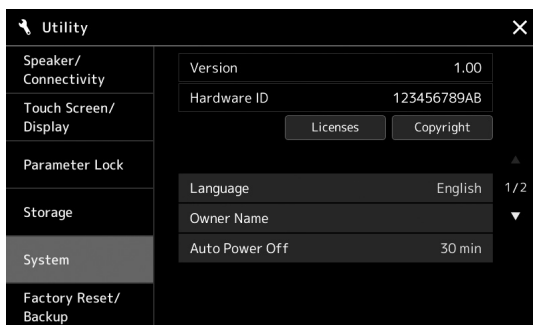 Utility
Speaker/
Connectivity
Touch Screen/
Display
Parameter Lock
Storage
System
Factory Reset/
Backup
Version 1.00
Hardware ID 123456789AB
Licenses Copyright
Language English 1/2
Owner Name
Auto Power Off 30 min